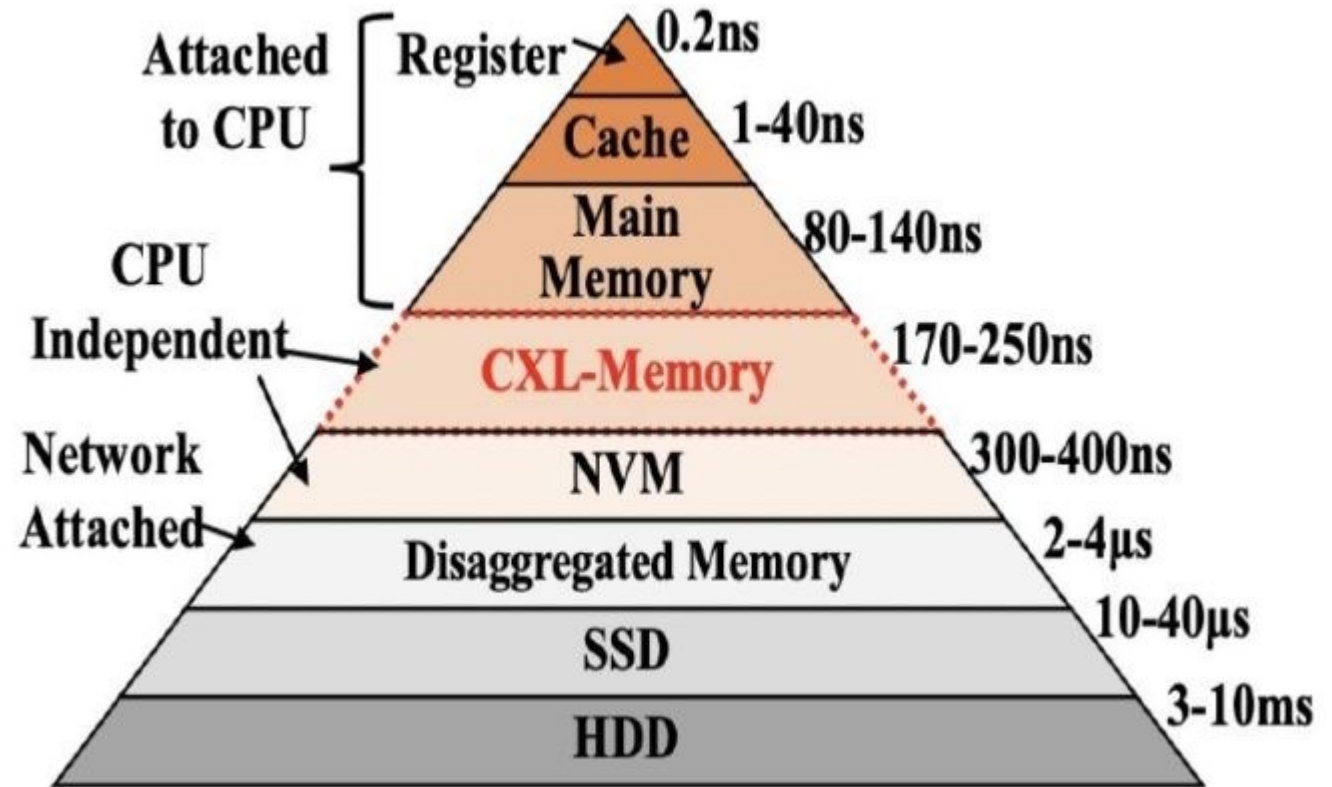 Attached
to CPU
Register
0.2ns
Cache
1-40ns
Main
Memory
80-140ns
CPU
Independent
CXL-Memory
170-250ns
NVM
300-400ns
Network
Attached
Disaggregated Memory
2-4μs
SSD
10-40μs
HDD
3-10ms